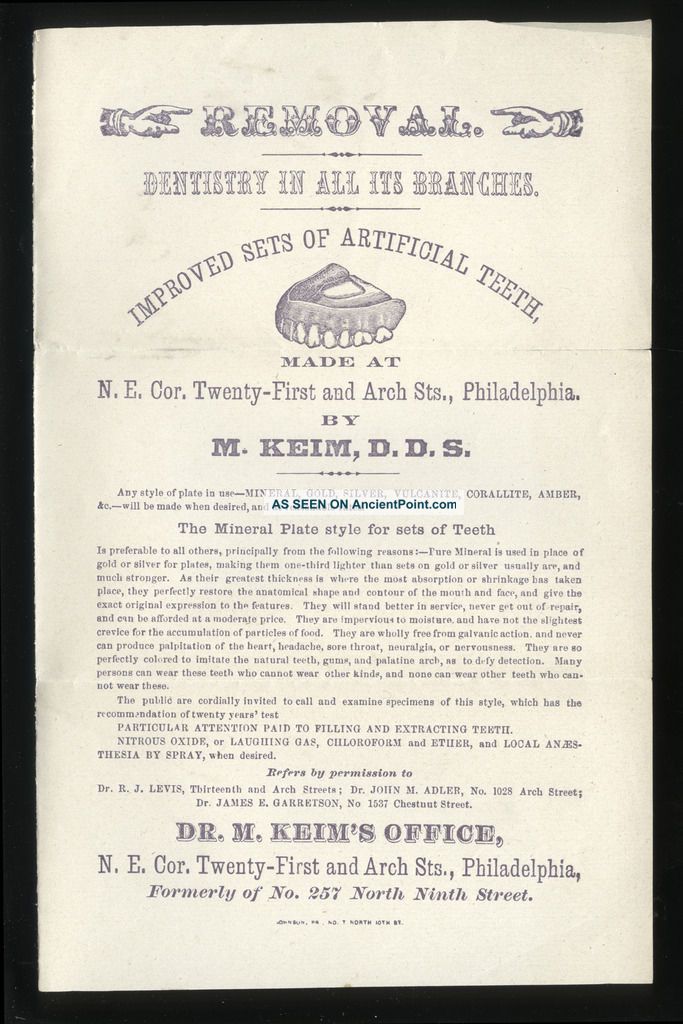 REMOVAL.
DENTISTRY IN ALL ITS BRANCHES.
IMPROVED SETS OF ARTIFICIAL TEETH,
MADE AT
N. E. Cor. Twenty-First and Arch Sts., Philadelphia.
BY
M. KEIM, D. D. S.
Any style of plate in use—MINERAL, GOLD, SILVER, VULCANITE, CORALLITE, AMBER,
&c.—will be made when desired, and
AS SEEN ON AncientPoint.com
The Mineral Plate style for sets of Teeth
Is preferable to all others, principally from the following reasons:—Pure Mineral is used in place of
gold or silver for plates, making them one-third lighter than sets on gold or silver usually are, and
much stronger. As their greatest thickness is where the most absorption or shrinkage has taken
place, they perfectly restore the anatomical shape and contour of the mouth and face, and give the
exact original expression to the features. They will stand better in service, never get out of repair,
and can be afforded at a moderate price. They are impervious to moisture, and have not the slightest
crevice for the accumulation of particles of food. They are wholly free from galvanic action, and never
can produce palpitation of the heart, headache, sore throat, neuralgia, or nervousness. They are so
perfectly colored to imitate the natural teeth, gums, and palatine arch, as to defy detection. Many
persons can wear these teeth who cannot wear other kinds, and none can wear other teeth who can-
not wear these.
The public are cordially invited to call and examine specimens of this style, which has the
recommendation of twenty years' test
PARTICULAR ATTENTION PAID TO FILLING AND EXTRACTING TEETH.
NITROUS OXIDE, or LAUGHING GAS, CHLOROFORM and ETHER, and LOCAL ANÆS-
THESIA BY SPRAY, when desired.
Refers by permission to
Dr. R. J. LEVIS, Thirteenth and Arch Streets; Dr. JOHN M. ADLER, No. 1028 Arch Street;
Dr. JAMES E. GARRETSON, No 1537 Chestnut Street.
DR. M. KEIM'S OFFICE,
N. E. Cor. Twenty-First and Arch Sts., Philadelphia,
Formerly of No. 257 North Ninth Street.
JOHNSON, PR., NO. 7 NORTH 10TH ST.